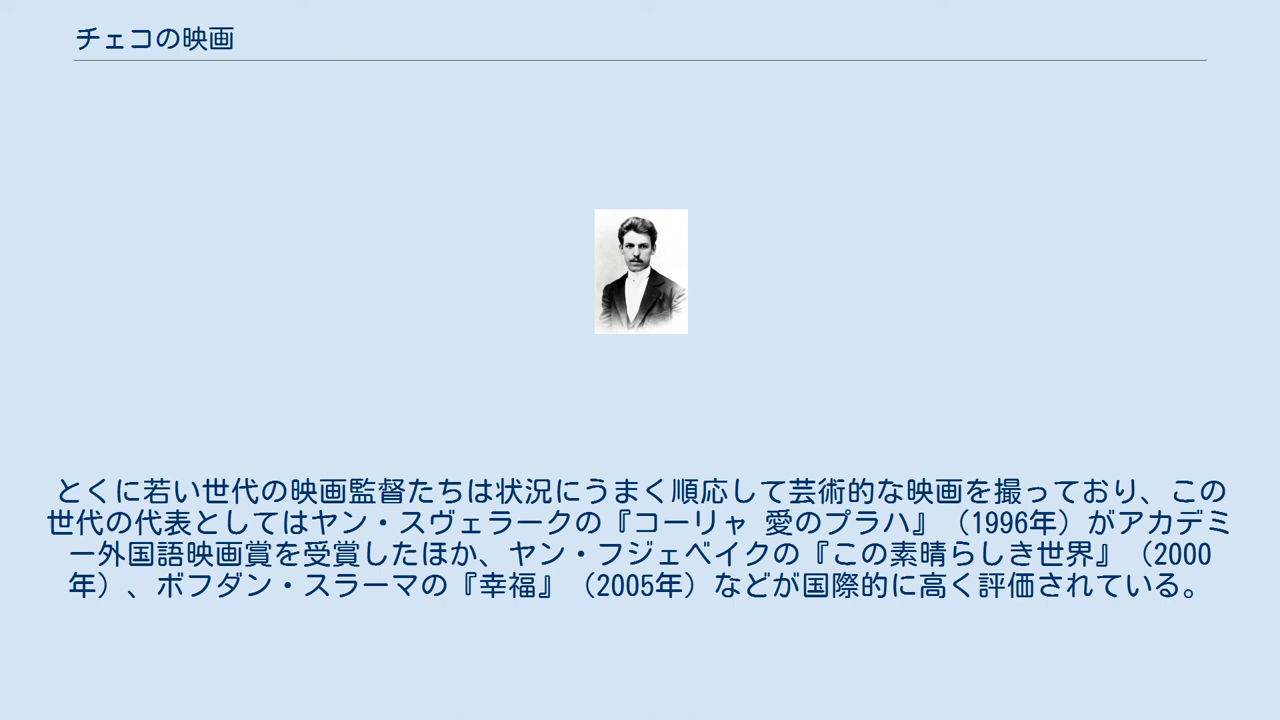 チェコの映画
とくに若い世代の映画監督たちは状況にうまく順応して芸術的な映画を撮っており、この
世代の代表としてはヤン・スヴェラークの『コーリャ 愛のプラハ』（1996年）がアカデミ
ー外国語映画賞を受賞したほか、ヤン・フジェベイクの『この素晴らしき世界』（2000
年）、ボフダン・スラーマの『幸福』（2005年）などが国際的に高く評価されている。